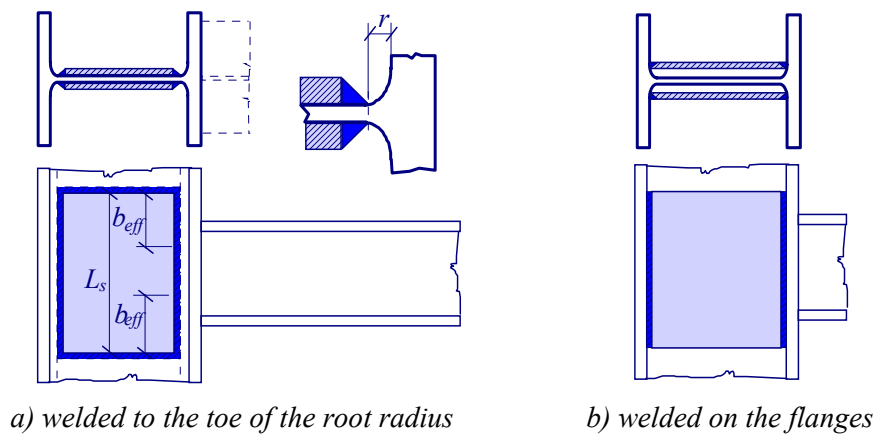 r
b_eff
L_s
b_eff
a) welded to the toe of the root radius
b) welded on the flanges